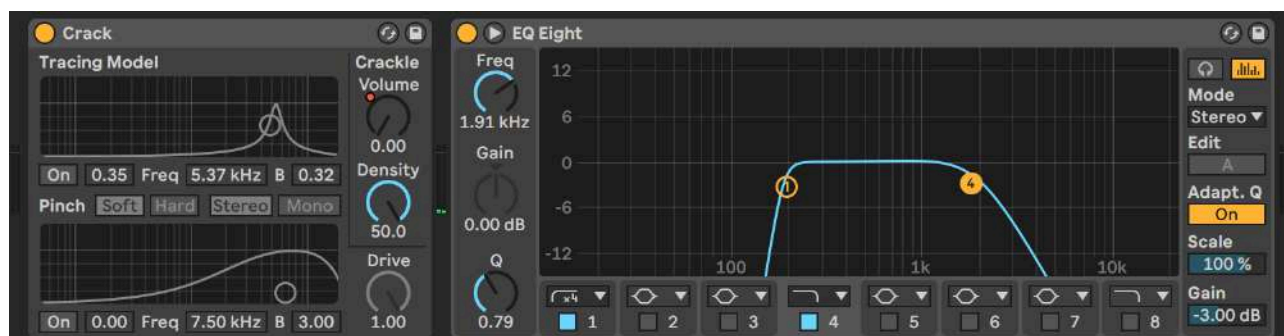 Crack
Tracing Model
Crackle
Volume
0.00
On 0.35 Freq 5.37 kHz B 0.32
Density
50.0
Pinch Soft Hard Stereo Mono
Drive
1.00
On 0.00 Freq 7.50 kHz B 3.00
EQ Eight
Freq
1.91 kHz
Gain
0.00 dB
Q
0.79
12
6
0
-6
-12
100 1k 10k
1
4
x4
1 2 3 4 5 6 7 8
Mode
Stereo
Edit
A
Adapt. Q
On
Scale
100 %
Gain
-3.00 dB